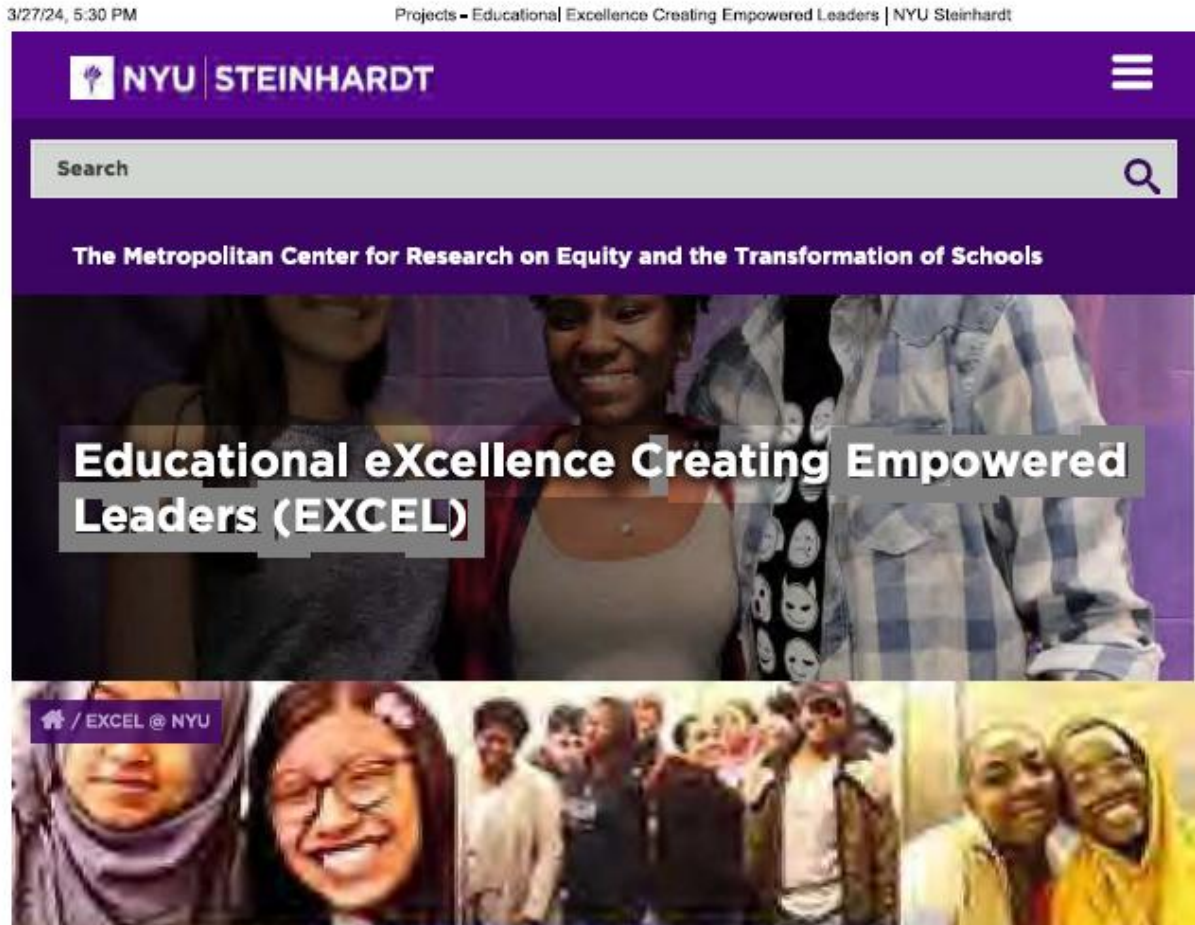 3/27/24, 5:30 PM Projects – Educational Excellence Creating Empowered Leaders | NYU Steinhardt
NYU | STEINHARDT
Search
The Metropolitan Center for Research on Equity and the Transformation of Schools
Educational eXcellence Creating Empowered
Leaders (EXCEL)
/ EXCEL @ NYU